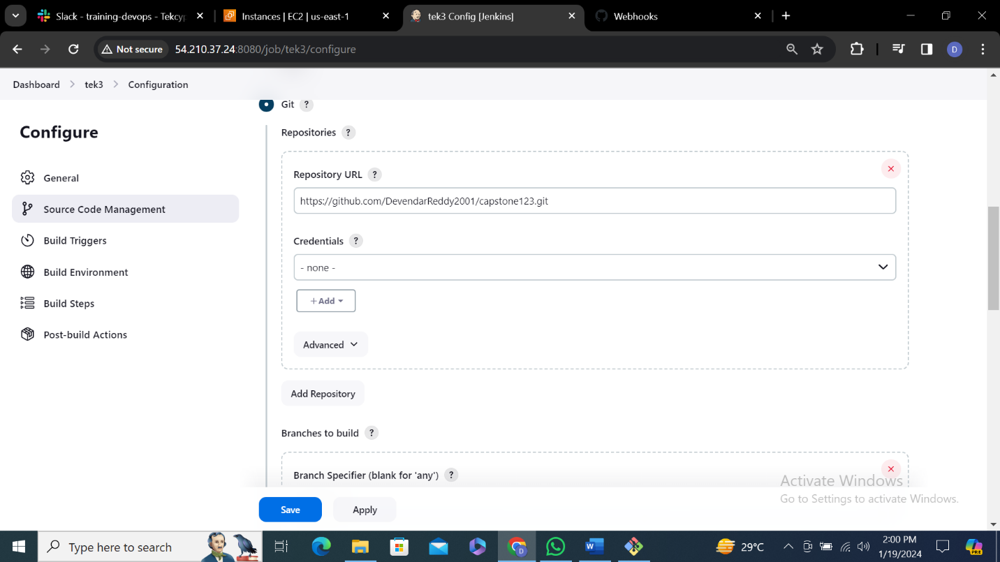 Slack - training-devops - Tekcyp
Instances | EC2 | us-east-1
tek3 Config [Jenkins]
Webhooks
Not secure
54.210.37.24:8080/job/tek3/configure
D
Dashboard
tek3
Configuration
Configure
General
Source Code Management
Build Triggers
Build Environment
Build Steps
Post-build Actions
Git ?
Repositories ?
Repository URL ?
https://github.com/DevendarReddy2001/capstone123.git
Credentials ?
- none -
+ Add
Advanced
Add Repository
Branches to build ?
Branch Specifier (blank for 'any') ?
Save
Apply
Activate Windows
Go to Settings to activate Windows.
Type here to search
29°C
2:00 PM
1/19/2024
PRE